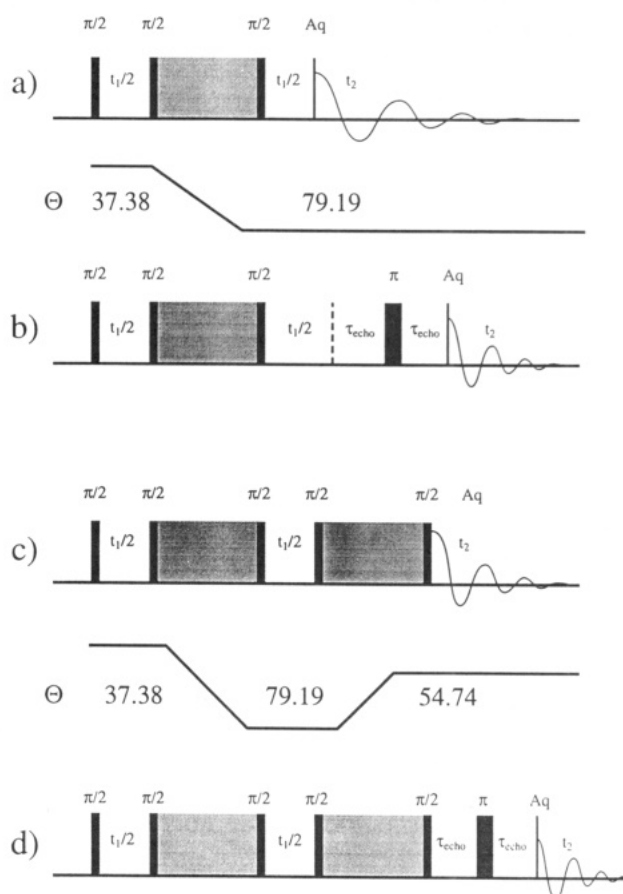 π/2 π/2 π/2 Aq
a) t₁/2 t₁/2 t₂
Θ 37.38 79.19
π/2 π/2 π/2 π Aq
b) t₁/2 t₁/2 τecho τecho t₂
π/2 π/2 π/2 π/2 π/2 Aq
c) t₁/2 t₁/2 t₂
Θ 37.38 79.19 54.74
π/2 π/2 π/2 π/2 π/2 π Aq
d) t₁/2 t₁/2 τecho τecho t₂